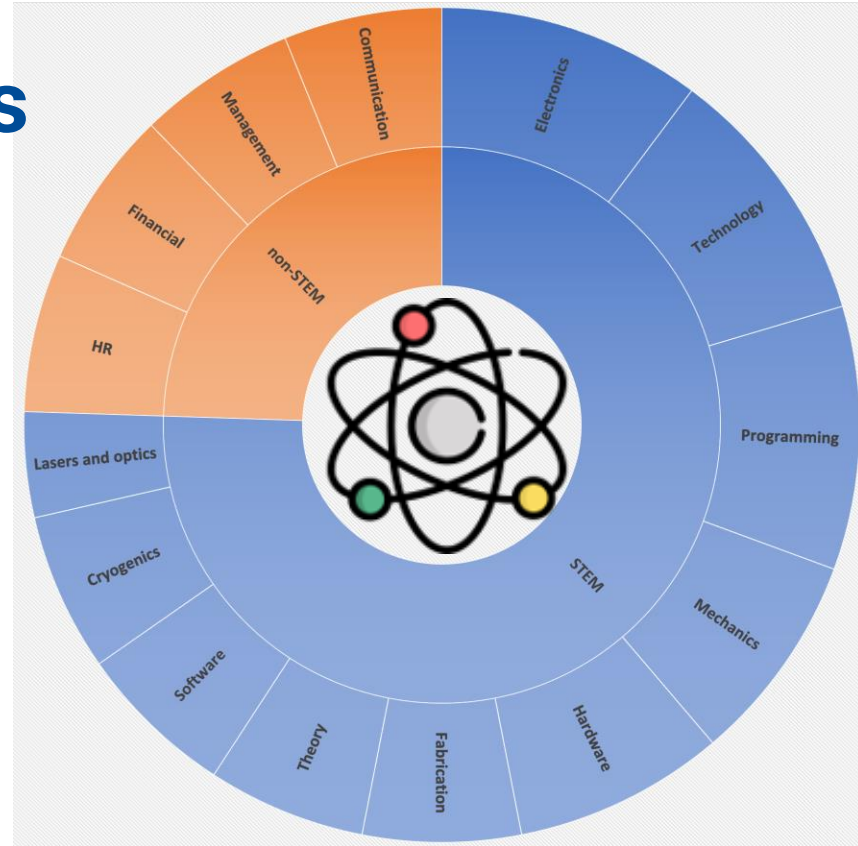 s
Communication
Electronics
Management
Technology
Financial
non-STEM
HR
Programming
Lasers and optics
Cryogenics
STEM
Mechanics
Software
Theory
Fabrication
Hardware